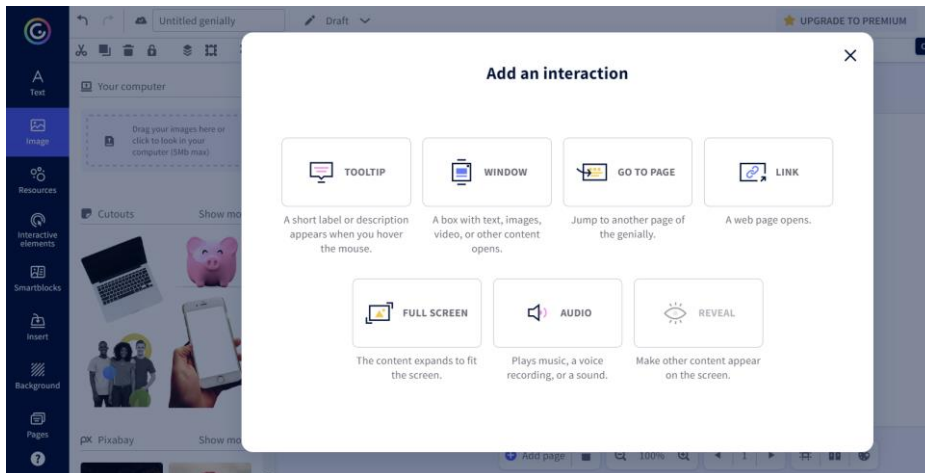 Untitled genially
Draft
UPGRADE TO PREMIUM
Text
Image
Resources
Interactive
elements
Smartblocks
Insert
Background
Pages
?
Your computer
Drag your images here or
click to look in your
computer (5Mb max)
Cutouts
Show mo
px Pixabay
Show mo
Add an interaction
TOOLTIP
A short label or description
appears when you hover
the mouse.
WINDOW
A box with text, images,
video, or other content
opens.
GO TO PAGE
Jump to another page of
the genially.
LINK
A web page opens.
FULL SCREEN
The content expands to fit
the screen.
AUDIO
Plays music, a voice
recording, or a sound.
REVEAL
Make other content appear
on the screen.
Add page
100%
1